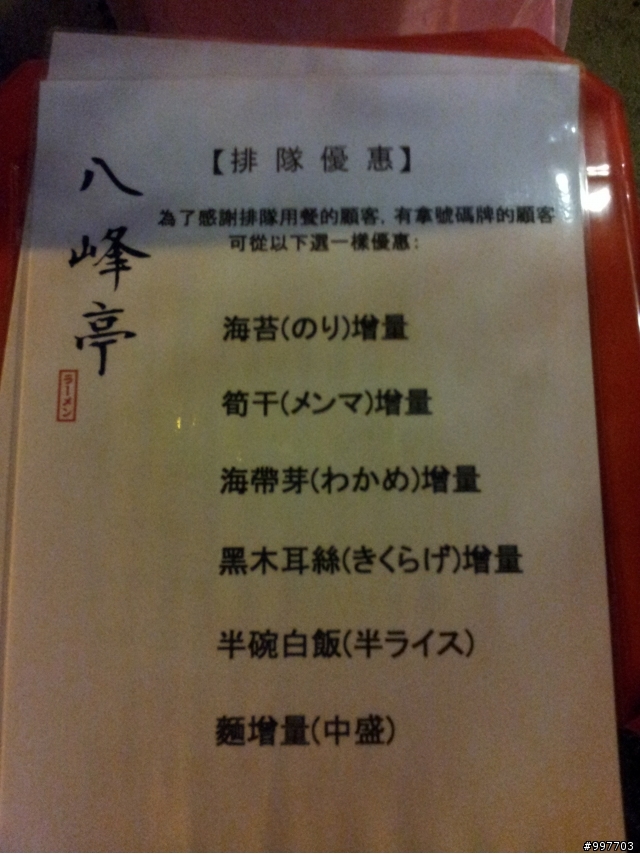 八峰亭
ラーメン
【排隊優惠】
為了感謝排隊用餐的顧客, 有拿號碼牌的顧客
可從以下選一樣優惠:
海苔(のり)增量
筍干(メンマ)增量
海帶芽(わかめ)增量
黑木耳絲(きくらげ)增量
半碗白飯(半ライス)
麵增量(中盛)
#997703